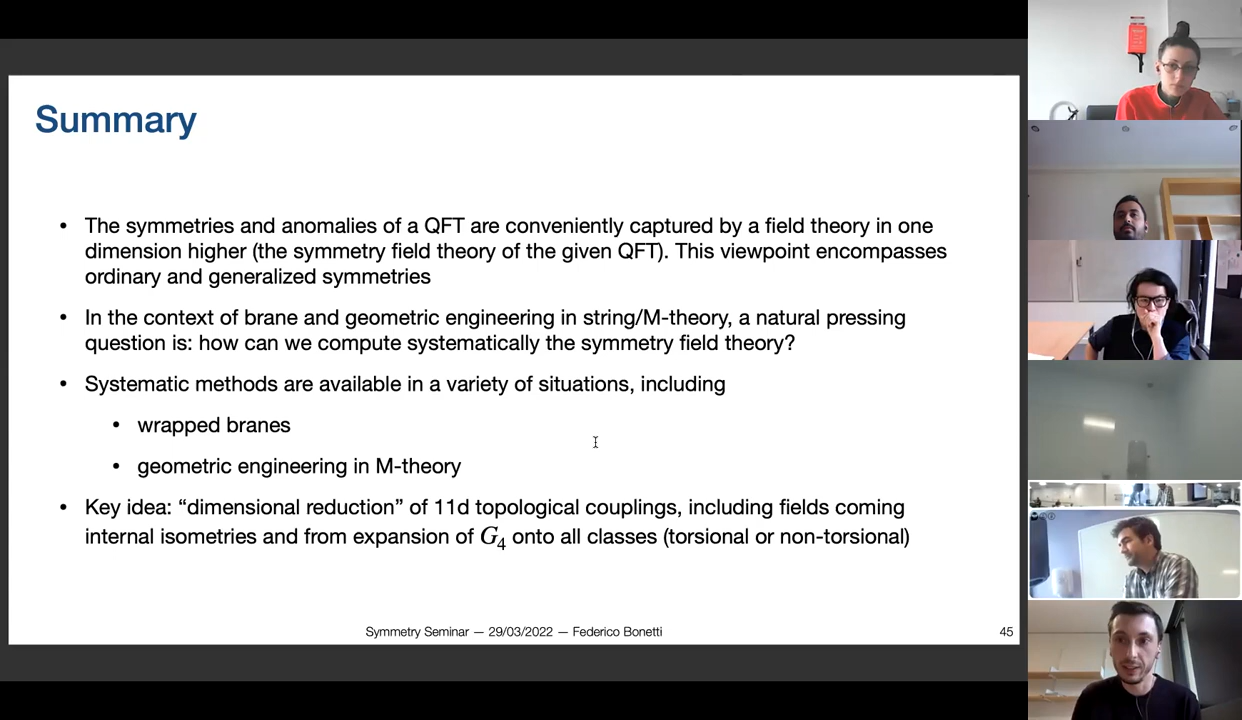 Summary
• The symmetries and anomalies of a QFT are conveniently captured by a field theory in one
dimension higher (the symmetry field theory of the given QFT). This viewpoint encompasses
ordinary and generalized symmetries
• In the context of brane and geometric engineering in string/M-theory, a natural pressing
question is: how can we compute systematically the symmetry field theory?
• Systematic methods are available in a variety of situations, including
• wrapped branes
• geometric engineering in M-theory
• Key idea: “dimensional reduction” of 11d topological couplings, including fields coming
internal isometries and from expansion of G₄ onto all classes (torsional or non-torsional)
Symmetry Seminar — 29/03/2022 — Federico Bonetti
45